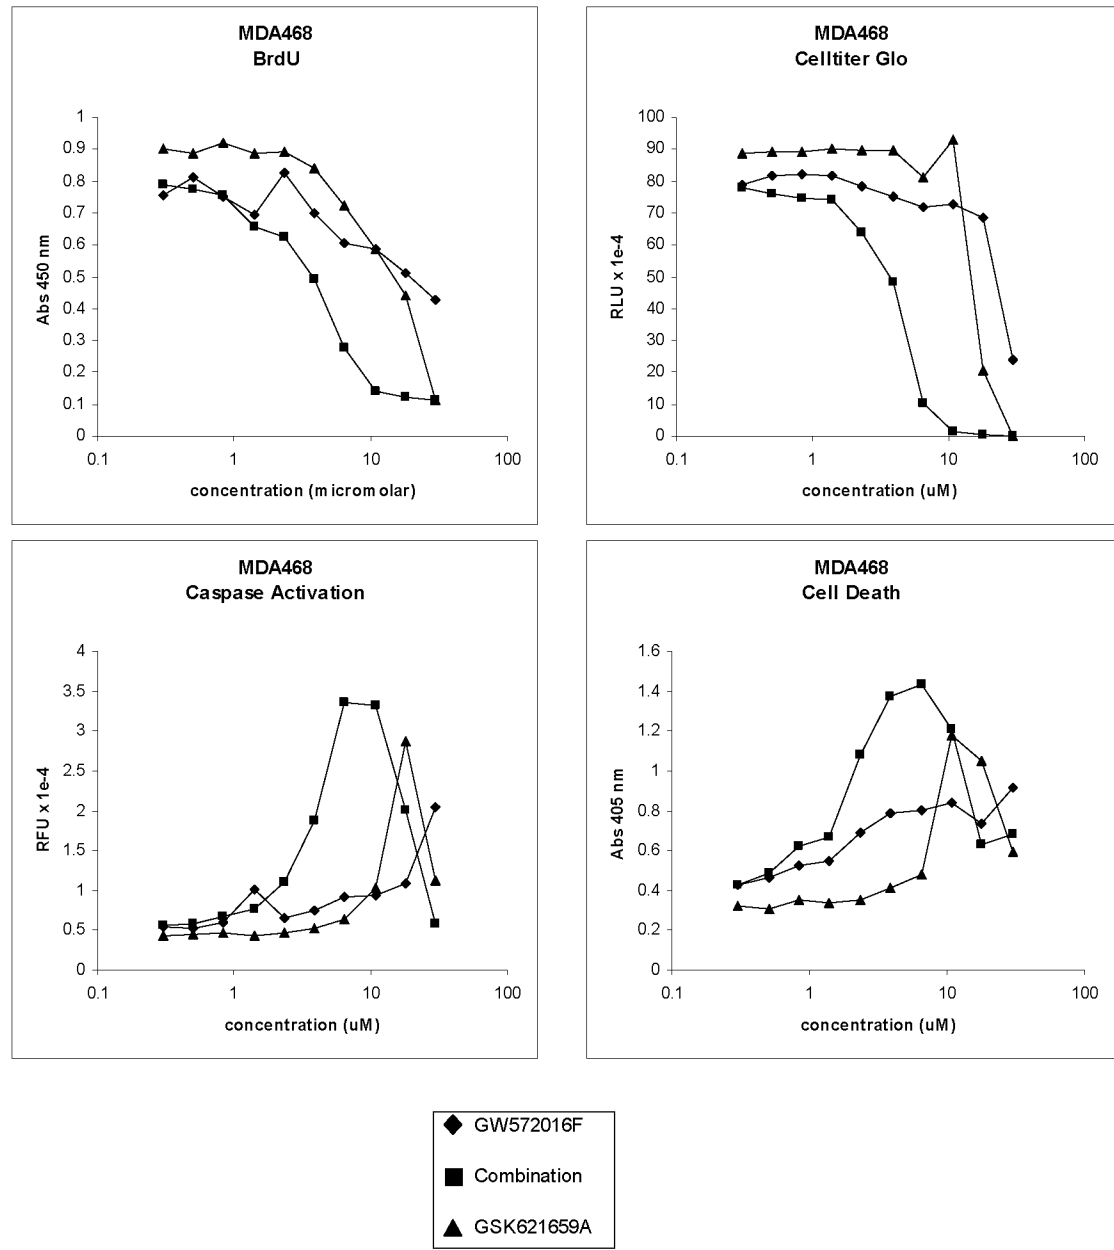 MDA468
BrdU
1
0.9
0.8
0.7
0.6
0.5
0.4
0.3
0.2
0.1
0
Abs 450 nm
0.1 1 10 100
concentration (micromolar)
MDA468
Celltiter Glo
100
90
80
70
60
50
40
30
20
10
0
RLU x 1e-4
0.1 1 10 100
concentration (uM)
MDA468
Caspase Activation
4
3.5
3
2.5
2
1.5
1
0.5
0
RFU x 1e-4
0.1 1 10 100
concentration (uM)
MDA468
Cell Death
1.6
1.4
1.2
1
0.8
0.6
0.4
0.2
0
Abs 405 nm
0.1 1 10 100
concentration (uM)
GW572016F
Combination
GSK621659A